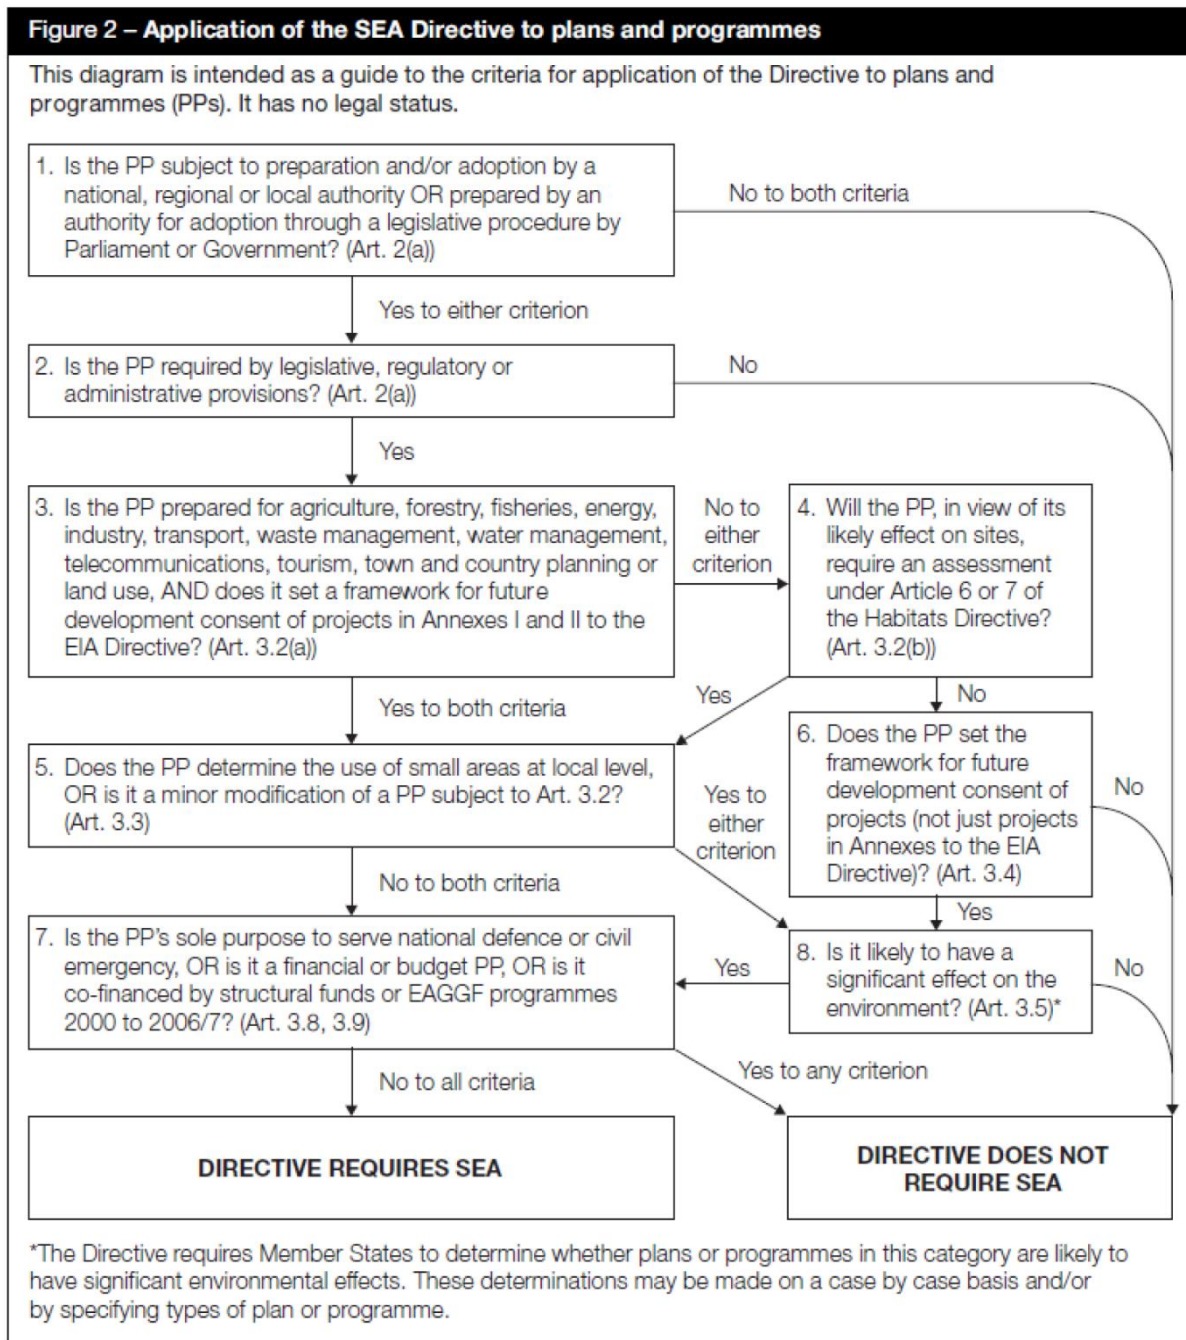 Figure 2 – Application of the SEA Directive to plans and programmes
This diagram is intended as a guide to the criteria for application of the Directive to plans and
programmes (PPs). It has no legal status.
1. Is the PP subject to preparation and/or adoption by a
national, regional or local authority OR prepared by an
authority for adoption through a legislative procedure by
Parliament or Government? (Art. 2(a))
No to both criteria
Yes to either criterion
2. Is the PP required by legislative, regulatory or
administrative provisions? (Art. 2(a))
No
Yes
3. Is the PP prepared for agriculture, forestry, fisheries, energy,
industry, transport, waste management, water management,
telecommunications, tourism, town and country planning or
land use, AND does it set a framework for future
development consent of projects in Annexes I and II to the
EIA Directive? (Art. 3.2(a))
No to
either
criterion
4. Will the PP, in view of its
likely effect on sites,
require an assessment
under Article 6 or 7 of
the Habitats Directive?
(Art. 3.2(b))
Yes to both criteria
Yes
No
5. Does the PP determine the use of small areas at local level,
OR is it a minor modification of a PP subject to Art. 3.2?
(Art. 3.3)
Yes to
either
criterion
6. Does the PP set the
framework for future
development consent of
projects (not just projects
in Annexes to the EIA
Directive)? (Art. 3.4)
No
No to both criteria
Yes
7. Is the PP's sole purpose to serve national defence or civil
emergency, OR is it a financial or budget PP, OR is it
co-financed by structural funds or EAGGF programmes
2000 to 2006/7? (Art. 3.8, 3.9)
Yes
8. Is it likely to have a
significant effect on the
environment? (Art. 3.5)*
No
No to all criteria
Yes to any criterion
DIRECTIVE REQUIRES SEA
DIRECTIVE DOES NOT
REQUIRE SEA
*The Directive requires Member States to determine whether plans or programmes in this category are likely to
have significant environmental effects. These determinations may be made on a case by case basis and/or
by specifying types of plan or programme.